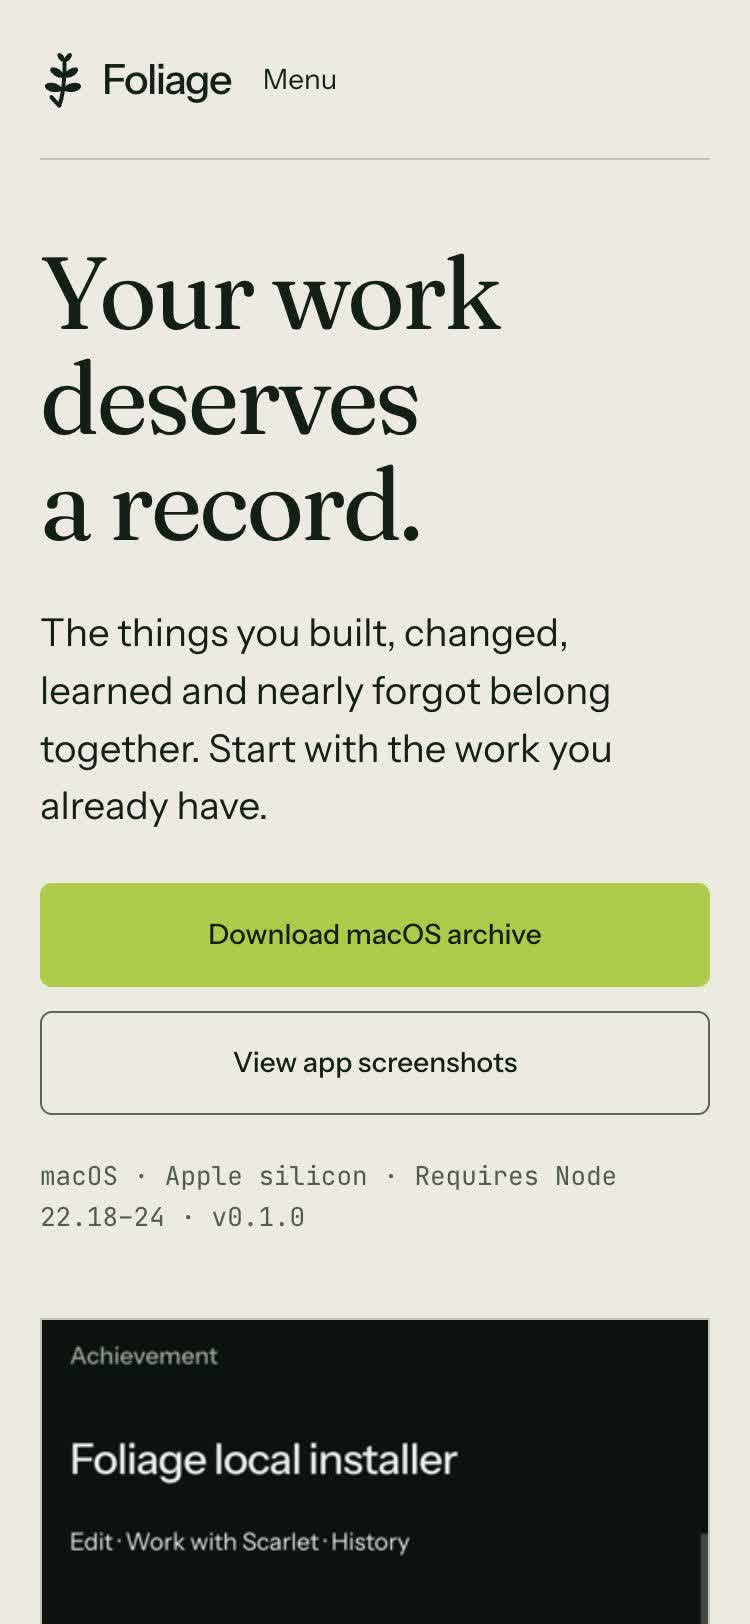 Foliage Menu
Your work
deserves
a record.
The things you built, changed,
learned and nearly forgot belong
together. Start with the work you
already have.
Download macOS archive
View app screenshots
macOS · Apple silicon · Requires Node
22.18–24 · v0.1.0
Achievement
Foliage local installer
Edit · Work with Scarlet · History